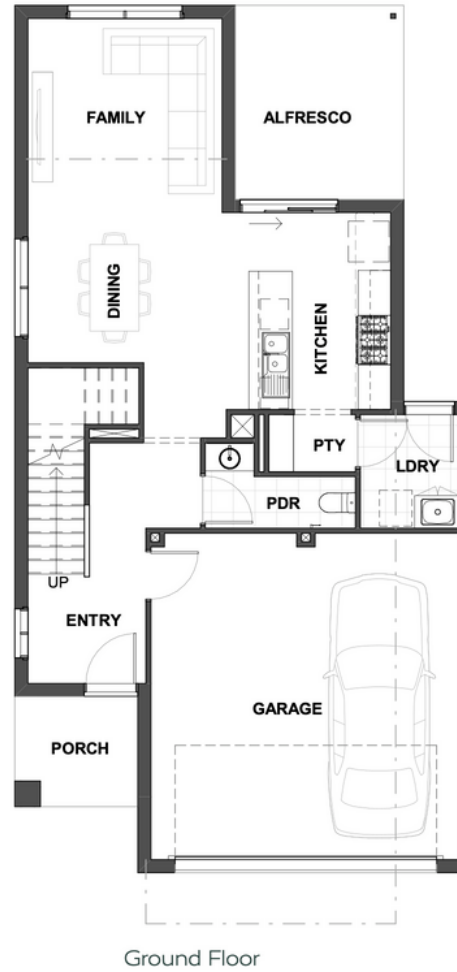 FAMILY
ALFRESCO
DINING
KITCHEN
PTY
LDRY
PDR
UP
ENTRY
GARAGE
PORCH
Ground Floor